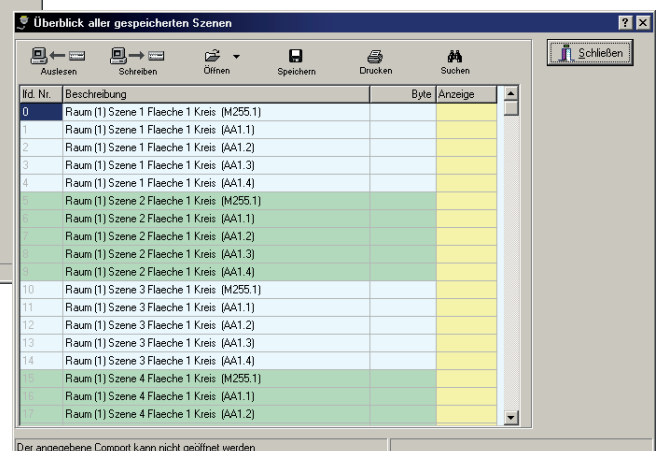 Überblick aller gespeicherten Szenen
Auslesen Schreiben Öffnen Speichern Drucken Suchen Schließen
lfd. Nr. Beschreibung Byte Anzeige
0 Raum (1) Szene 1 Flaeche 1 Kreis (M255.1)
1 Raum (1) Szene 1 Flaeche 1 Kreis (AA1.1)
2 Raum (1) Szene 1 Flaeche 1 Kreis (AA1.2)
3 Raum (1) Szene 1 Flaeche 1 Kreis (AA1.3)
4 Raum (1) Szene 1 Flaeche 1 Kreis (AA1.4)
5 Raum (1) Szene 2 Flaeche 1 Kreis (M255.1)
6 Raum (1) Szene 2 Flaeche 1 Kreis (AA1.1)
7 Raum (1) Szene 2 Flaeche 1 Kreis (AA1.2)
8 Raum (1) Szene 2 Flaeche 1 Kreis (AA1.3)
9 Raum (1) Szene 2 Flaeche 1 Kreis (AA1.4)
10 Raum (1) Szene 3 Flaeche 1 Kreis (M255.1)
11 Raum (1) Szene 3 Flaeche 1 Kreis (AA1.1)
12 Raum (1) Szene 3 Flaeche 1 Kreis (AA1.2)
13 Raum (1) Szene 3 Flaeche 1 Kreis (AA1.3)
14 Raum (1) Szene 3 Flaeche 1 Kreis (AA1.4)
15 Raum (1) Szene 4 Flaeche 1 Kreis (M255.1)
16 Raum (1) Szene 4 Flaeche 1 Kreis (AA1.1)
17 Raum (1) Szene 4 Flaeche 1 Kreis (AA1.2)
Der angegebene Comport kann nicht geöffnet werden